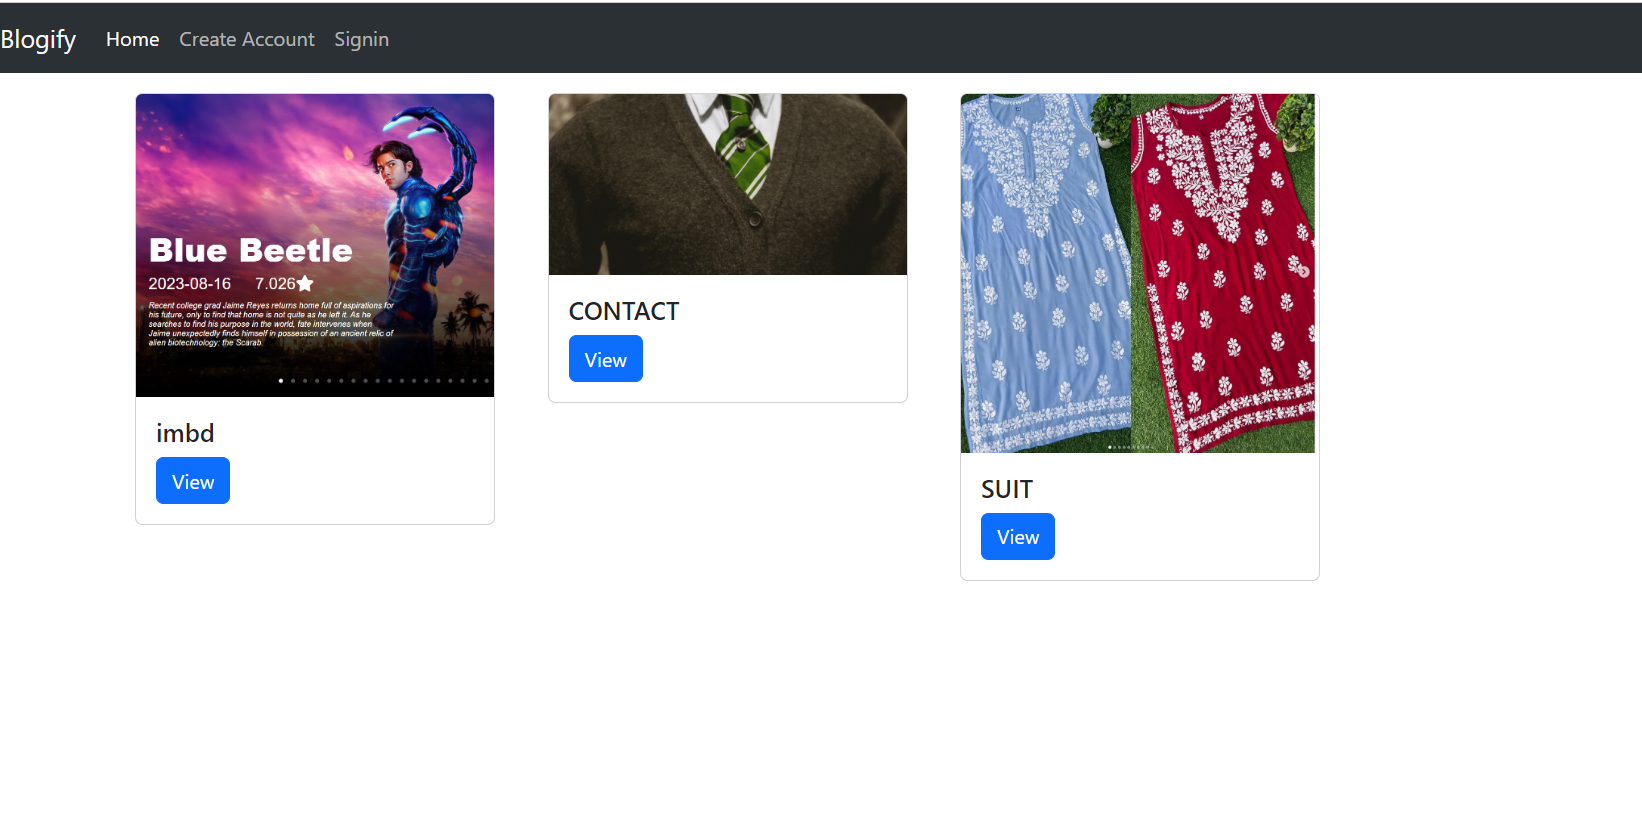 Blogify Home Create Account Signin
Blue Beetle
2023-08-16 7.026
Recent college grad Jaime Reyes returns home full of aspirations for
his future, only to find that home is not quite as he left it. As he
searches to find his purpose in the world, fate intervenes when
Jaime unexpectedly finds himself in possession of an ancient relic of
alien biotechnology: the Scarab.
imbd
View
CONTACT
View
SUIT
View